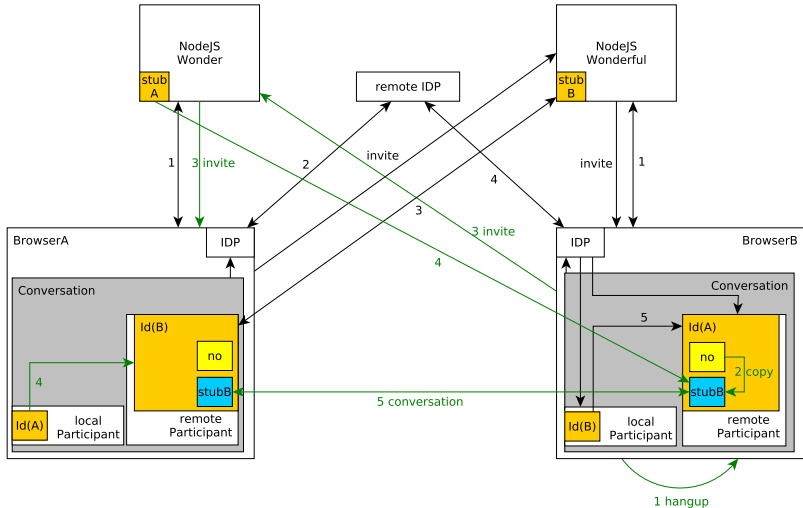 NodeJS
Wonder
stub
A
NodeJS
Wonderful
stub
B
remote IDP
1
3 invite
2
invite
3
4
3 invite
4
invite
1
BrowserA
IDP
Conversation
Id(B)
no
stubB
4
Id(A)
local
Participant
remote
Participant
5 conversation
IDP
BrowserB
Conversation
5
Id(A)
no
2 copy
stubB
Id(B)
local
Participant
remote
Participant
1 hangup